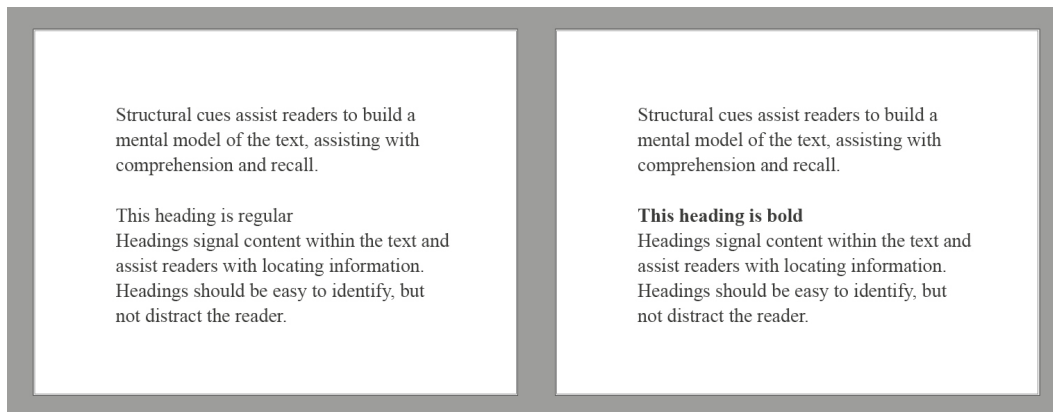 Structural cues assist readers to build a
mental model of the text, assisting with
comprehension and recall.
This heading is regular
Headings signal content within the text and
assist readers with locating information.
Headings should be easy to identify, but
not distract the reader.
Structural cues assist readers to build a
mental model of the text, assisting with
comprehension and recall.
This heading is bold
Headings signal content within the text and
assist readers with locating information.
Headings should be easy to identify, but
not distract the reader.